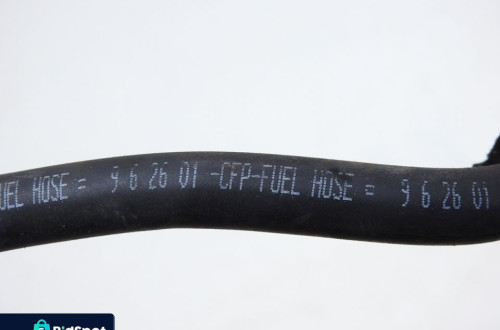 UEL HOSE = 9 6 26 01 -CFP-FUEL HOSE = 9 6 26 01